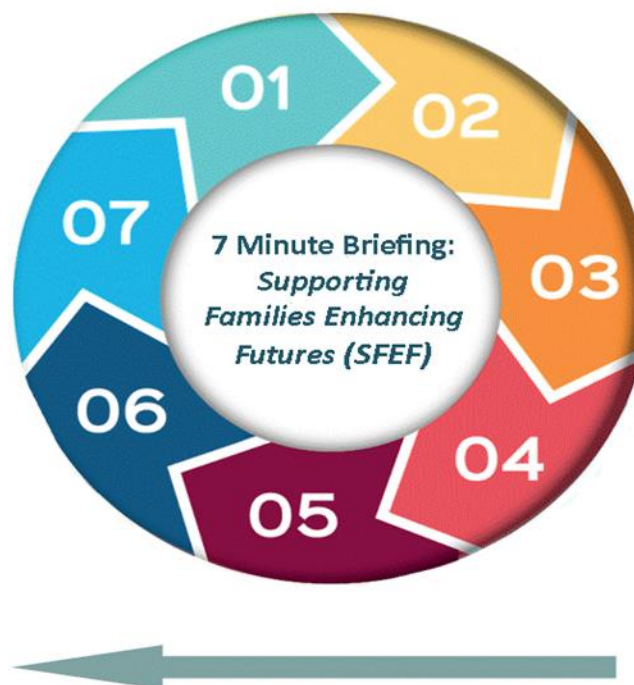 01
02
03
04
05
06
07
7 Minute Briefing:
Supporting
Families Enhancing
Futures (SFEF)